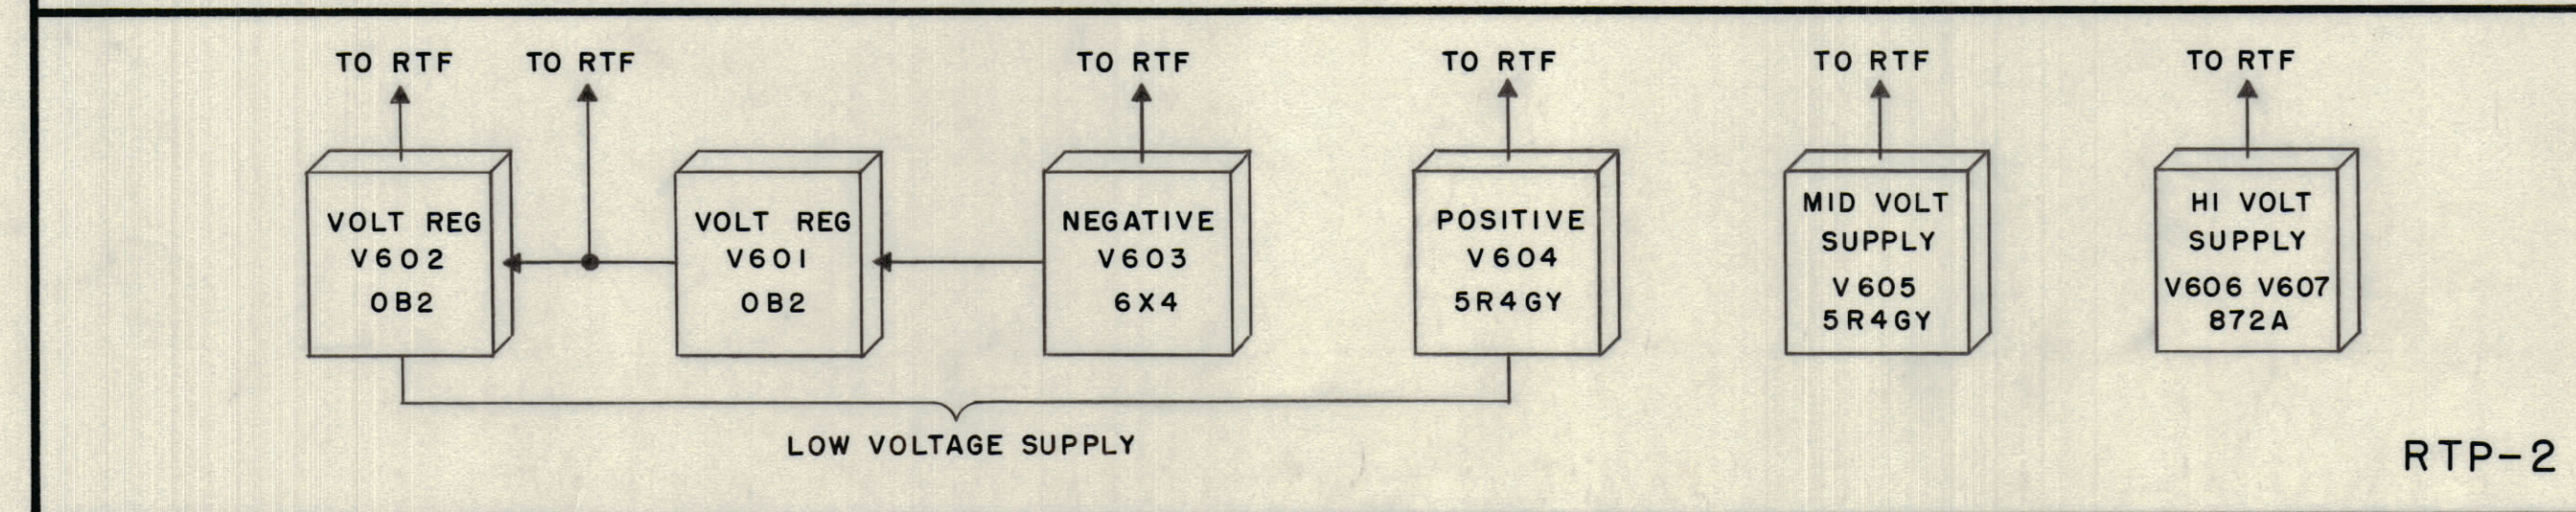 TO RTF
TO RTF
TO RTF
TO RTF
TO RTF
TO RTF
VOLT REG
V602
OB2
VOLT REG
V601
OB2
NEGATIVE
V603
6X4
POSITIVE
V604
5R4GY
MID VOLT
SUPPLY
V605
5R4GY
HI VOLT
SUPPLY
V606 V607
872A
LOW VOLTAGE SUPPLY
RTP-2